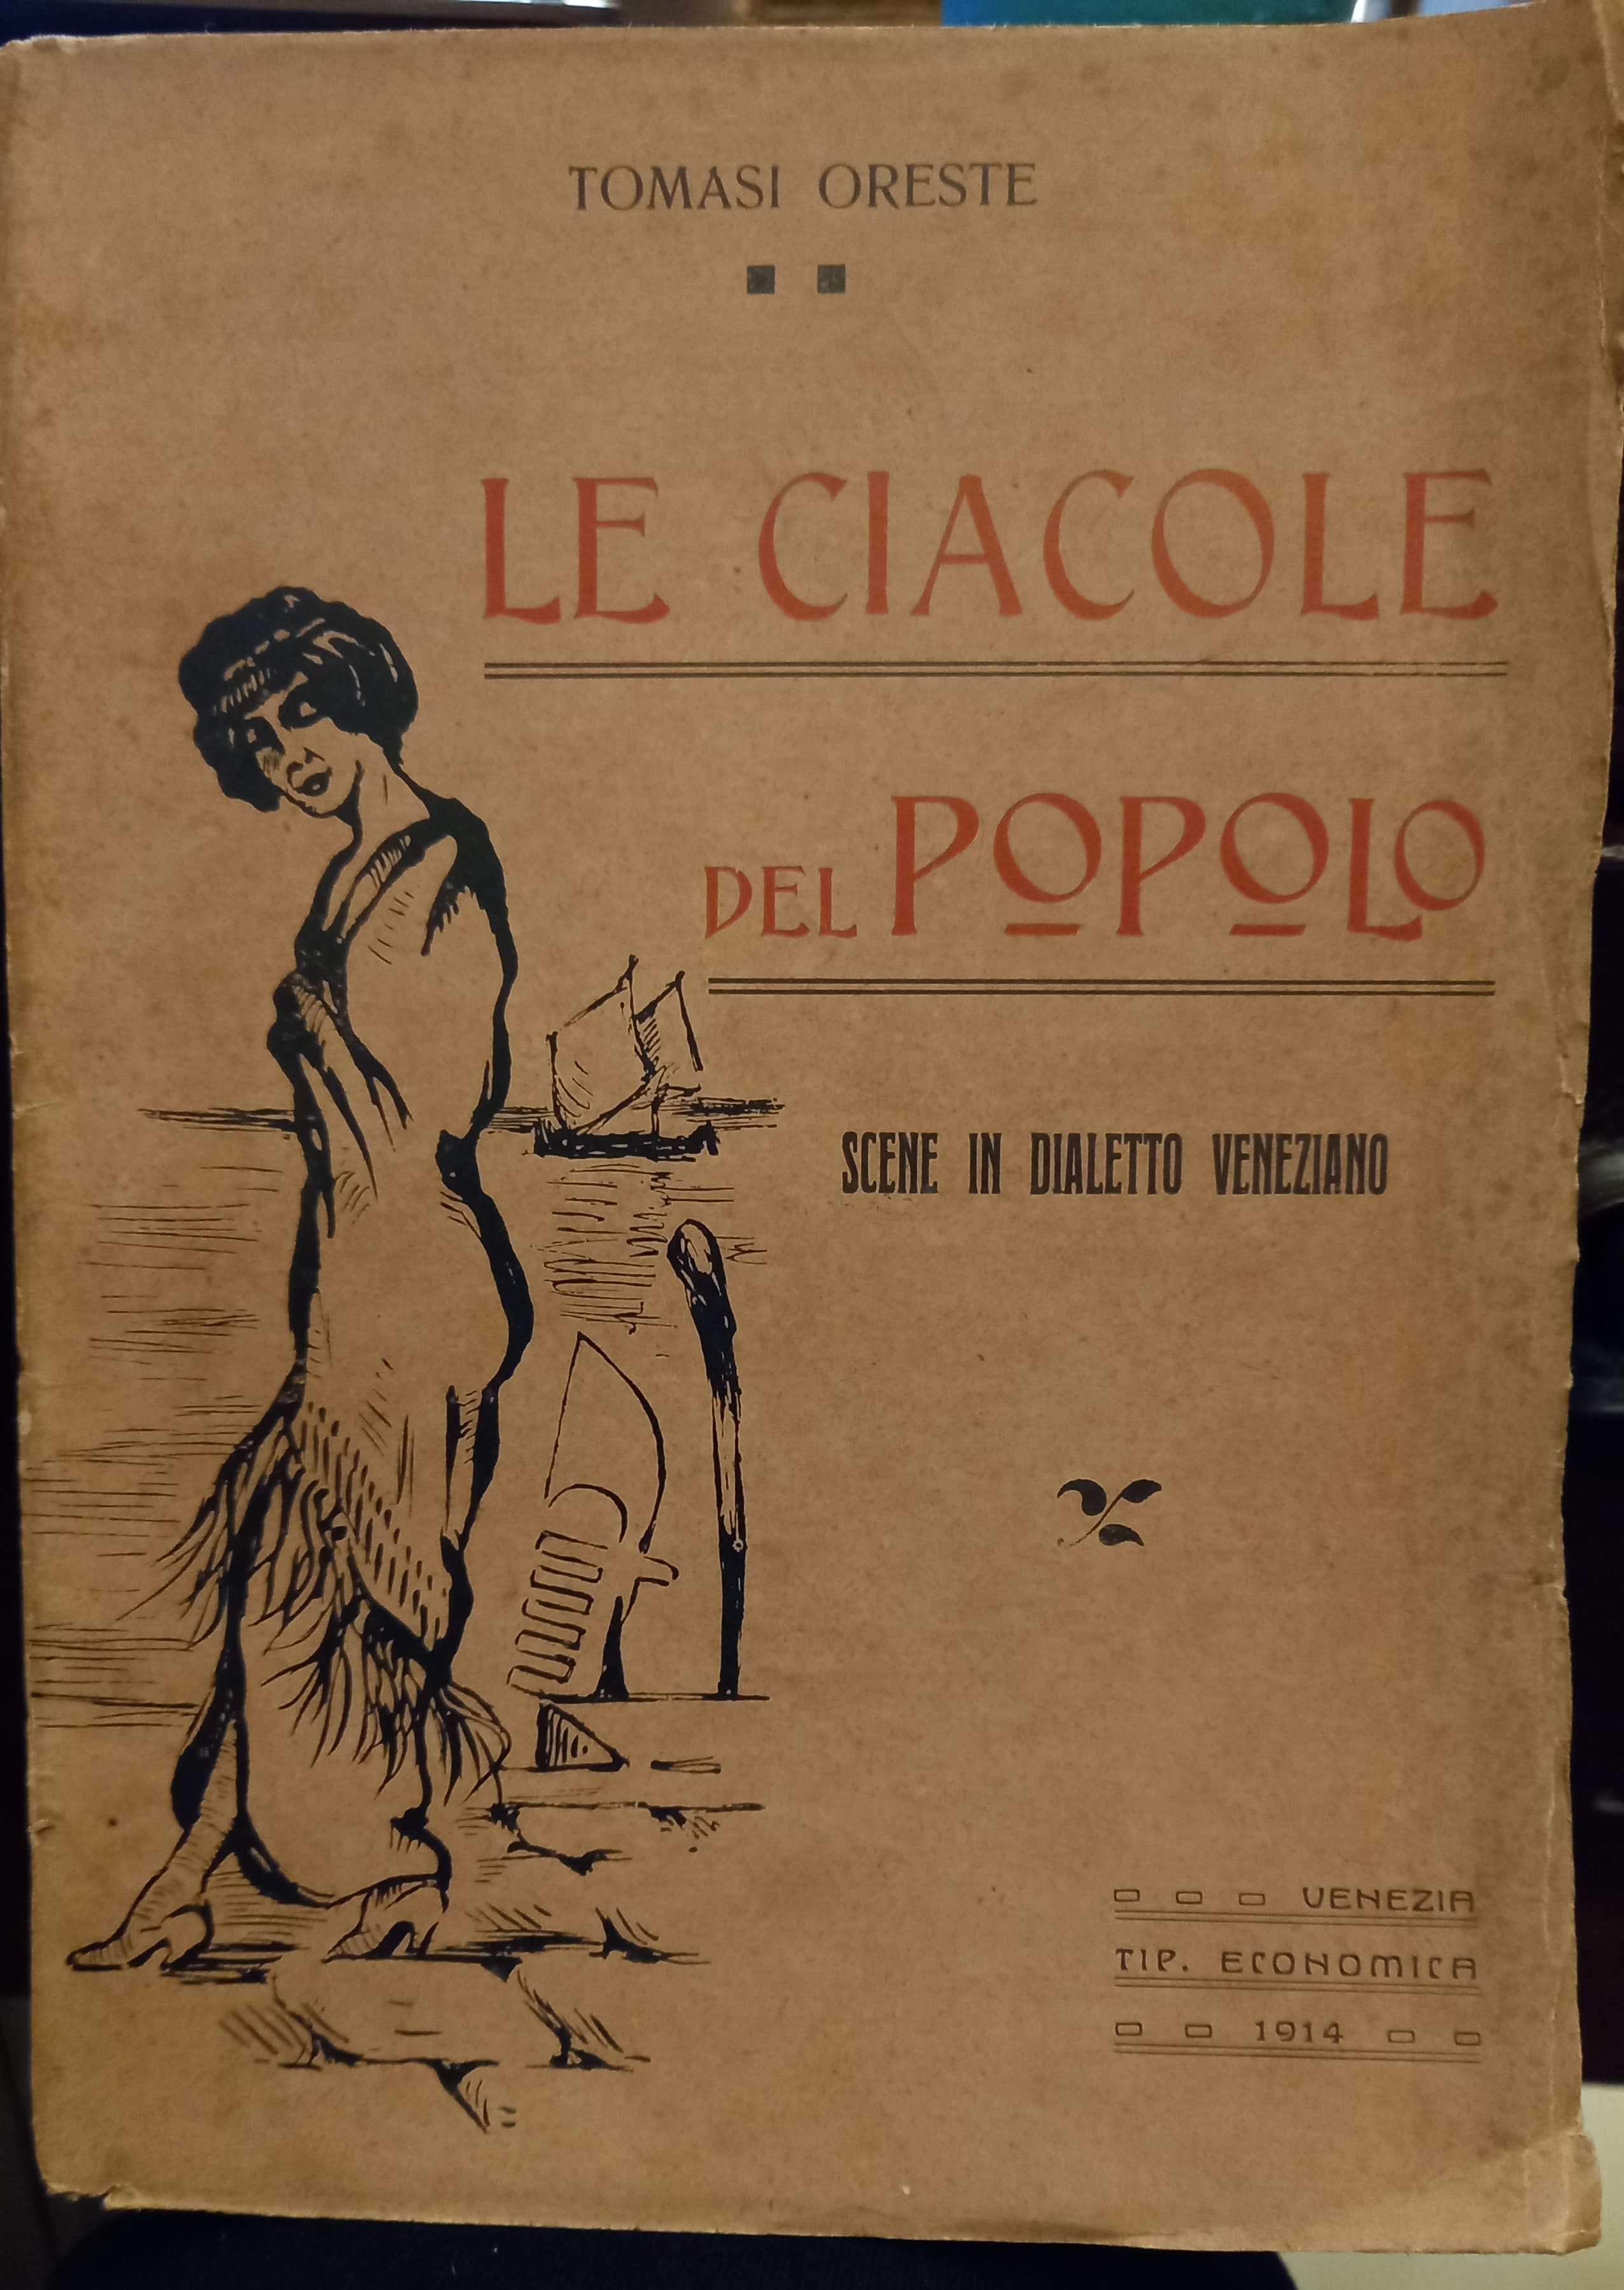 TOMASI ORESTE
LE CIACOLE
DEL POPOLO
SCENE IN DIALETTO VENEZIANO
VENEZIA
TIP. ECONOMICA
1914